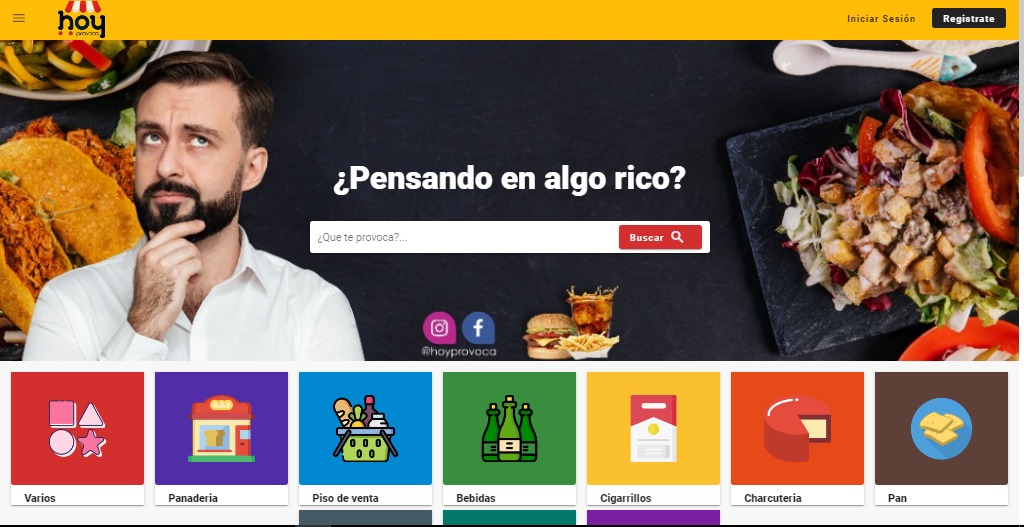 hoy
provoca
Iniciar Sesión
Registrate
¿Pensando en algo rico?
¿Que te provoca?...
Buscar
@hoyprovoca
Varios
Panaderia
Piso de venta
Bebidas
Cigarrillos
Charcuteria
Pan